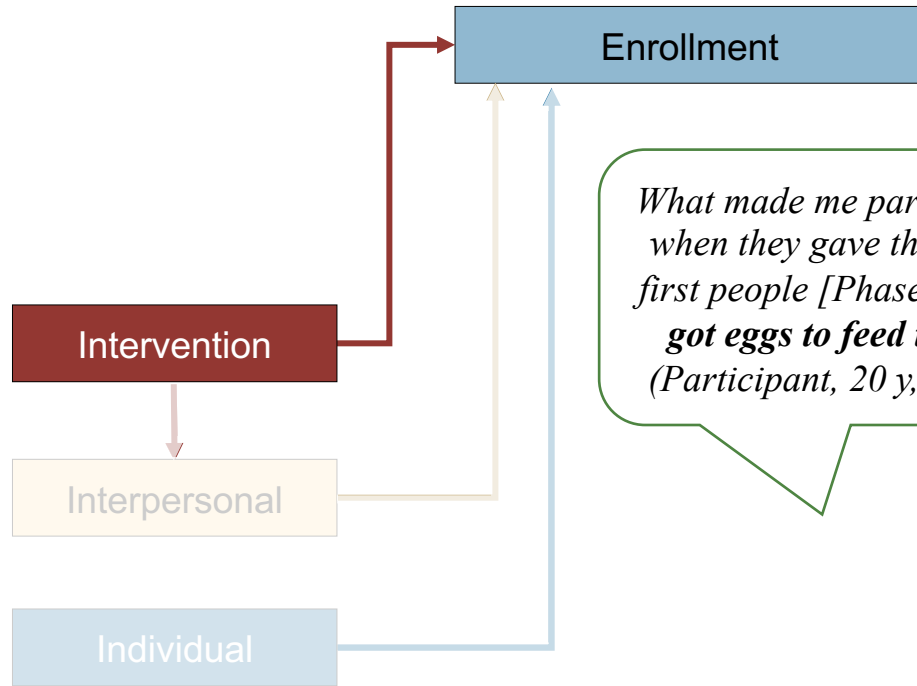 Enrollment
What made me par
when they gave th
first people [Phase
got eggs to feed
(Participant, 20 y,
Intervention
Interpersonal
Individual